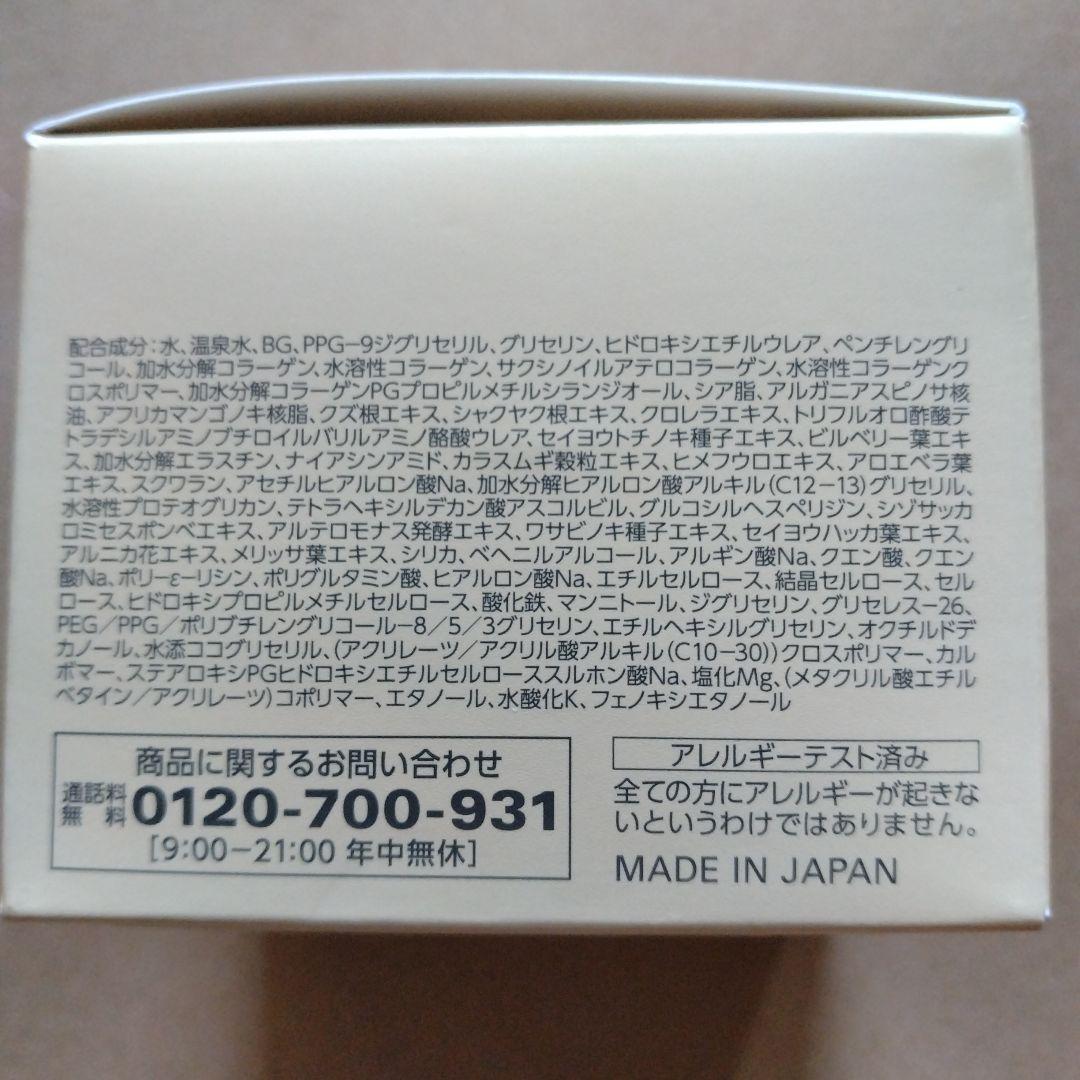 配合成分：水、温泉水、BG、PPG−9ジグリセリル、グリセリン、ヒドロキシエチルウレア、ペンチレングリ
コール、加水分解コラーゲン、水溶性コラーゲン、サクシノイルアテロコラーゲン、水溶性コラーゲンク
ロスポリマー、加水分解コラーゲンPGプロピルメチルシランジオール、シア脂、アルガニアスピノサ核
油、アフリカマンゴノキ核脂、クズ根エキス、シャクヤク根エキス、クロレラエキス、トリフルオロ酢酸テ
トラデシルアミノブチロイルバリルアミノ酪酸ウレア、セイヨウトチノキ種子エキス、ビルベリー葉エキ
ス、加水分解エラスチン、ナイアシンアミド、カラスムギ穀粒エキス、ヒメフウロエキス、アロエベラ葉
エキス、スクワラン、アセチルヒアルロン酸Na、加水分解ヒアルロン酸アルキル（C12−13）グリセリル、
水溶性プロテオグリカン、テトラヘキシルデカン酸アスコルビル、グルコシルヘスペリジン、シゾサッカ
ロミセスポンベエキス、アルテロモナス発酵エキス、ワサビノキ種子エキス、セイヨウハッカ葉エキス、
アルニカ花エキス、メリッサ葉エキス、シリカ、ベヘニルアルコール、アルギン酸Na、クエン酸、クエン
酸Na、ポリーε−リシン、ポリグルタミン酸、ヒアルロン酸Na、エチルセルロース、結晶セルロース、セル
ロース、ヒドロキシプロピルメチルセルロース、酸化鉄、マンニトール、ジグリセリン、グリセレス−26、
PEG／PPG／ポリブチレングリコール−8／5／3グリセリン、エチルヘキシルグリセリン、オクチルドデ
カノール、水添ココグリセリル、（アクリレーツ／アクリル酸アルキル（C10−30））クロスポリマー、カル
ボマー、ステアロキシPGヒドロキシエチルセルローススルホン酸Na、塩化Mg、（メタクリル酸エチル
ベタイン／アクリレーツ）コポリマー、エタノール、水酸化K、フェノキシエタノール
商品に関するお問い合わせ
通話料
無　料 0120-700-931
［9:00−21:00 年中無休］
アレルギーテスト済み
全ての方にアレルギーが起きな
いというわけではありません。
MADE IN JAPAN